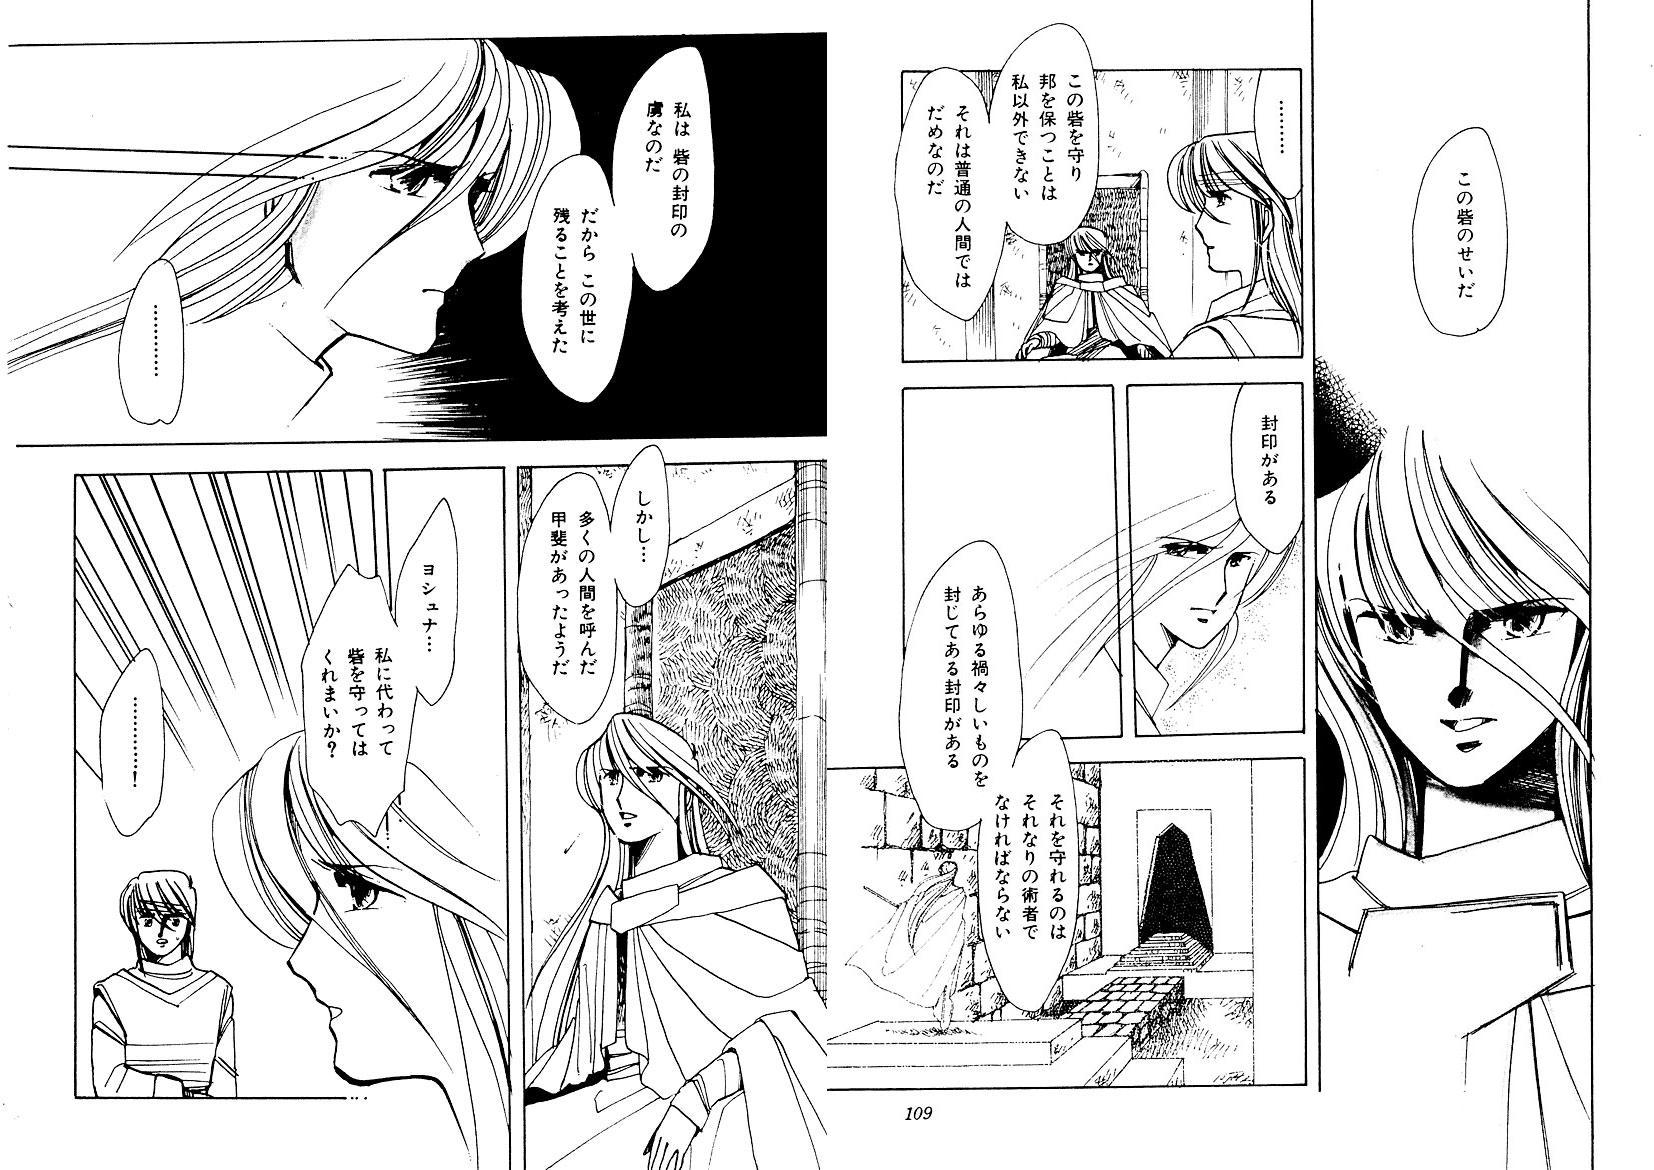 この砦のせいだ
………
この砦を守り
邦を保つことは
私以外できない
それは普通の人間では
だめなのだ
封印がある
あらゆる禍々しいものを
封じてある封印がある
それを守れるのは
それなりの術者で
なければならない
109
私は 砦の封印の
虜なのだ
だから この世に
残ることを考えた
…………
しかし…
多くの人間を呼んだ
甲斐があったようだ
ヨシュナ…
私に代わって
砦を守っては
くれまいか?
…………!